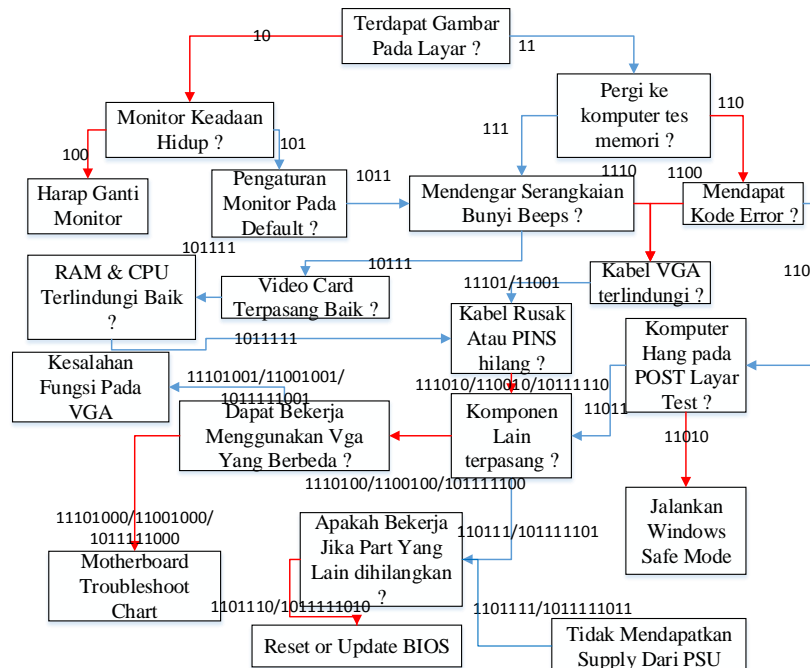 Terdapat Gambar
Pada Layar ?
10
11
Pergi ke
komputer tes
memori ?
110
111
Monitor Keadaan
Hidup ?
100
101
Harap Ganti
Monitor
Pengaturan
Monitor Pada
Default ?
1011
Mendengar Serangkaian
Bunyi Beeps ?
1110
1100
Mendapat
Kode Error ?
110
101111
10111
RAM & CPU
Terlindungi Baik
?
Video Card
Terpasang Baik ?
11101/11001
Kabel VGA
terlindungi ?
1011111
Kabel Rusak
Atau PINS
hilang ?
Komputer
Hang pada
POST Layar
Test ?
Kesalahan
Fungsi Pada
VGA
11101001/11001001/
1011111001
111010/110010/10111110
11011
11010
Dapat Bekerja
Menggunakan Vga
Yang Berbeda ?
Komponen
Lain
terpasang ?
1110100/1100100/101111100
Jalankan
Windows
Safe Mode
11101000/11001000/
1011111000
Motherboard
Troubleshoot
Chart
Apakah Bekerja
Jika Part Yang
Lain dihilangkan
?
110111/101111101
1101110/1011111010
1101111/1011111011
Reset or Update BIOS
Tidak Mendapatkan
Supply Dari PSU